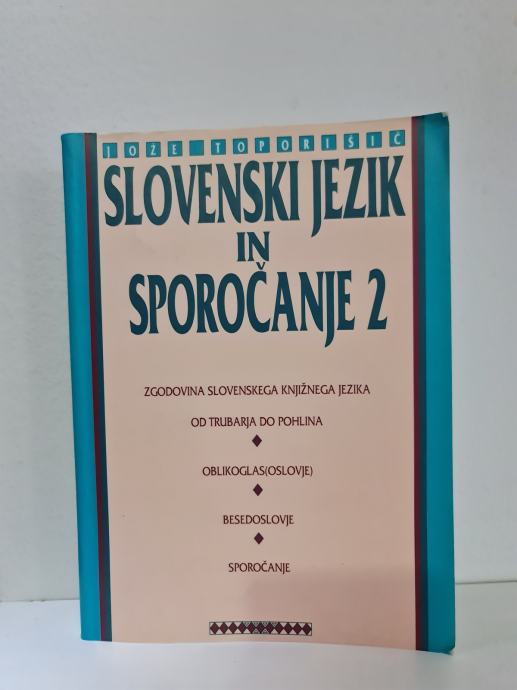 JOŽE TOPORIŠIČ
SLOVENSKI JEZIK
IN
SPOROČANJE 2
ZGODOVINA SLOVENSKEGA KNJIŽNEGA JEZIKA
OD TRUBARJA DO POHLINA
OBLIKOGLAS(OSLOVJE)
BESEDOSLOVJE
SPOROČANJE